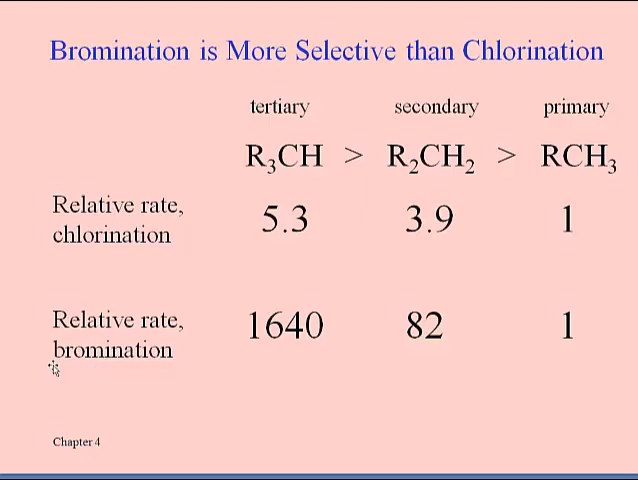 Bromination is More Selective than Chlorination
tertiary secondary primary
R₃CH > R₂CH₂ > RCH₃
Relative rate,
chlorination 5.3 3.9 1
Relative rate,
bromination 1640 82 1
Chapter 4